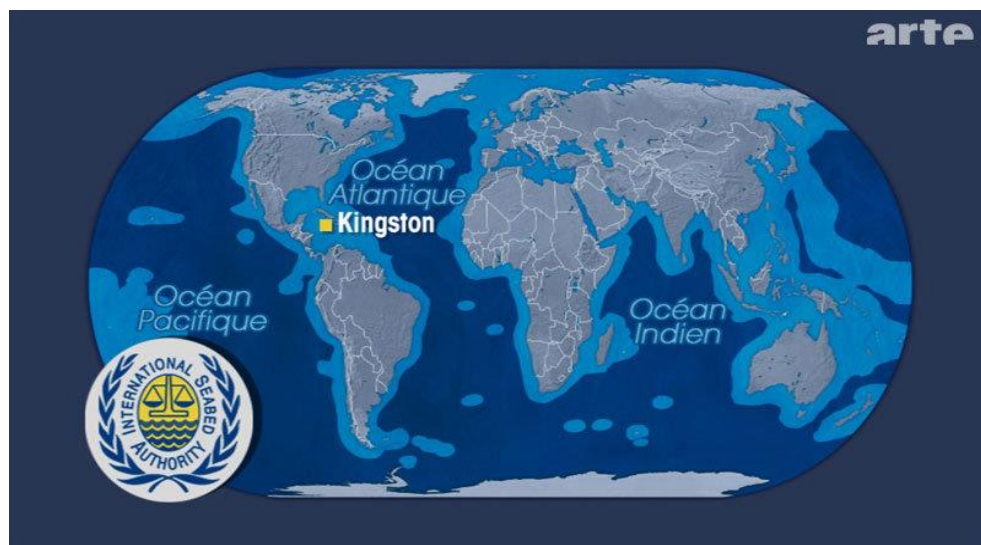 arte
Océan
Atlantique
Kingston
Océan
Pacifique
Océan
Indien
INTERNATIONAL SEABED
AUTHORITY